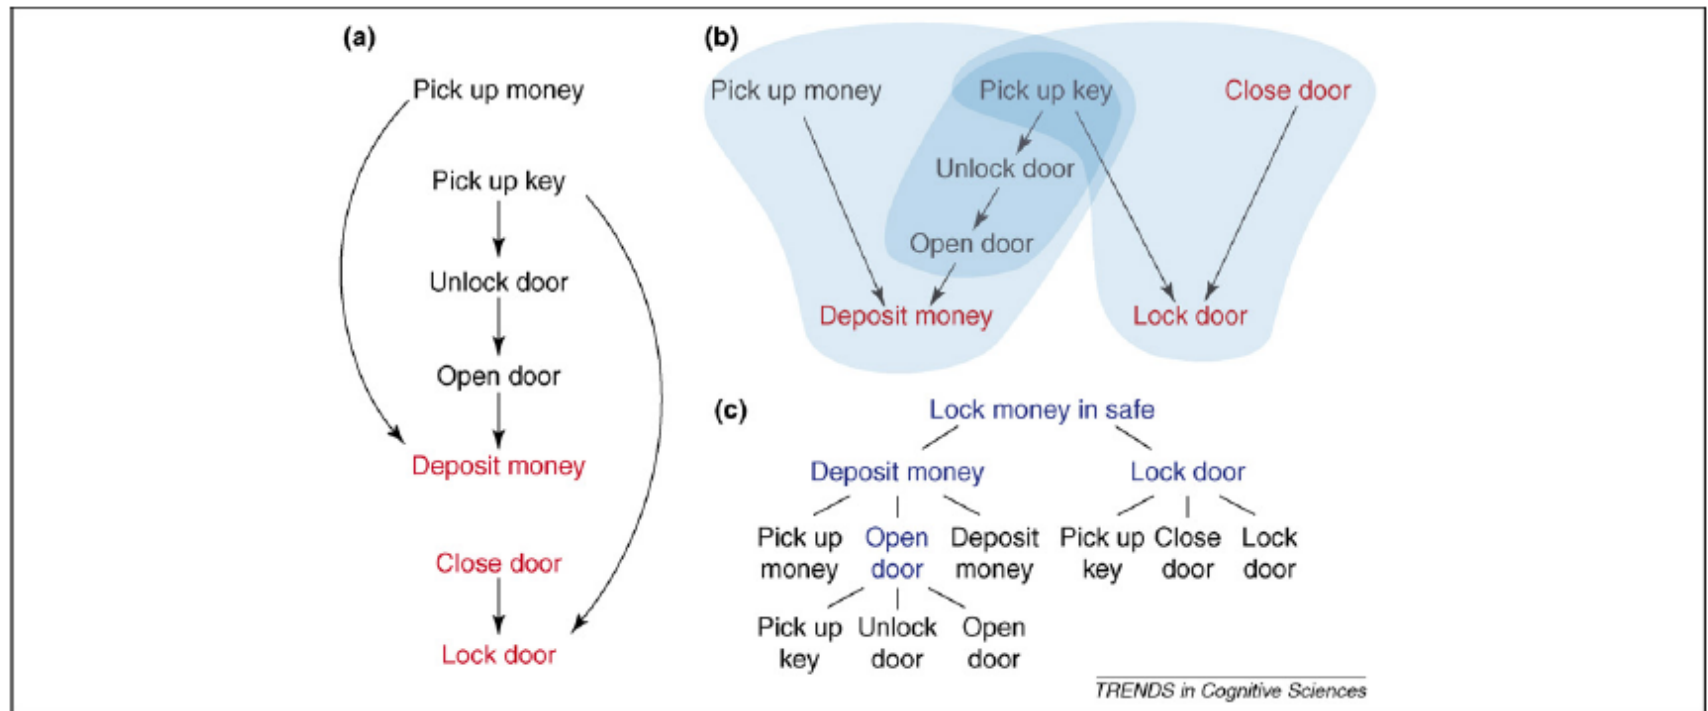 (a)
Pick up money
Pick up key
Unlock door
Open door
Deposit money
Close door
Lock door
(b)
Pick up money
Pick up key
Close door
Unlock door
Open door
Deposit money
Lock door
(c)
Lock money in safe
Deposit money
Lock door
Pick up
money
Open
door
Deposit
money
Pick up
key
Close
door
Lock
door
Pick up
key
Unlock
door
Open
door
TRENDS in Cognitive Sciences